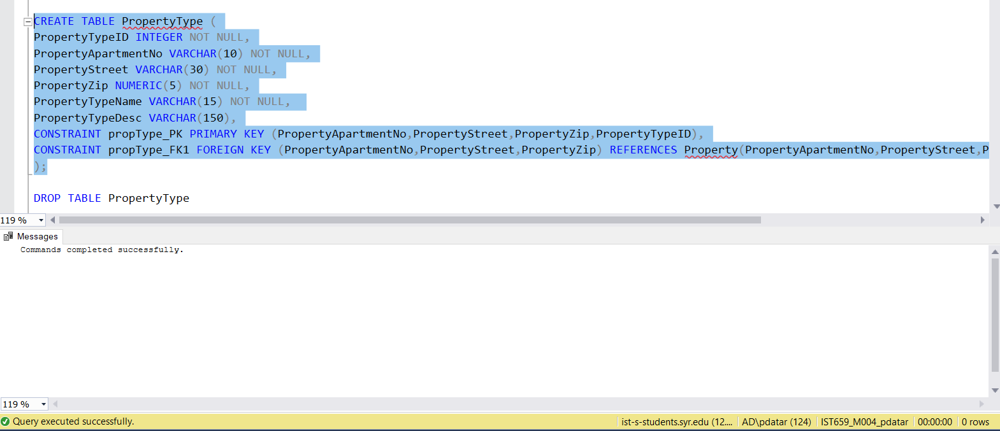 CREATE TABLE PropertyType (
PropertyTypeID INTEGER NOT NULL,
PropertyApartmentNo VARCHAR(10) NOT NULL,
PropertyStreet VARCHAR(30) NOT NULL,
PropertyZip NUMERIC(5) NOT NULL,
PropertyTypeName VARCHAR(15) NOT NULL,
PropertyTypeDesc VARCHAR(150),
CONSTRAINT propType_PK PRIMARY KEY (PropertyApartmentNo,PropertyStreet,PropertyZip,PropertyTypeID),
CONSTRAINT propType_FK1 FOREIGN KEY (PropertyApartmentNo,PropertyStreet,PropertyZip) REFERENCES Property(PropertyApartmentNo,PropertyStreet,P
);
DROP TABLE PropertyType
119 %
Messages
Commands completed successfully.
119 %
Query executed successfully. ist-s-students.syr.edu (12.... AD\pdatar (124) IST659_M004_pdatar 00:00:00 0 rows